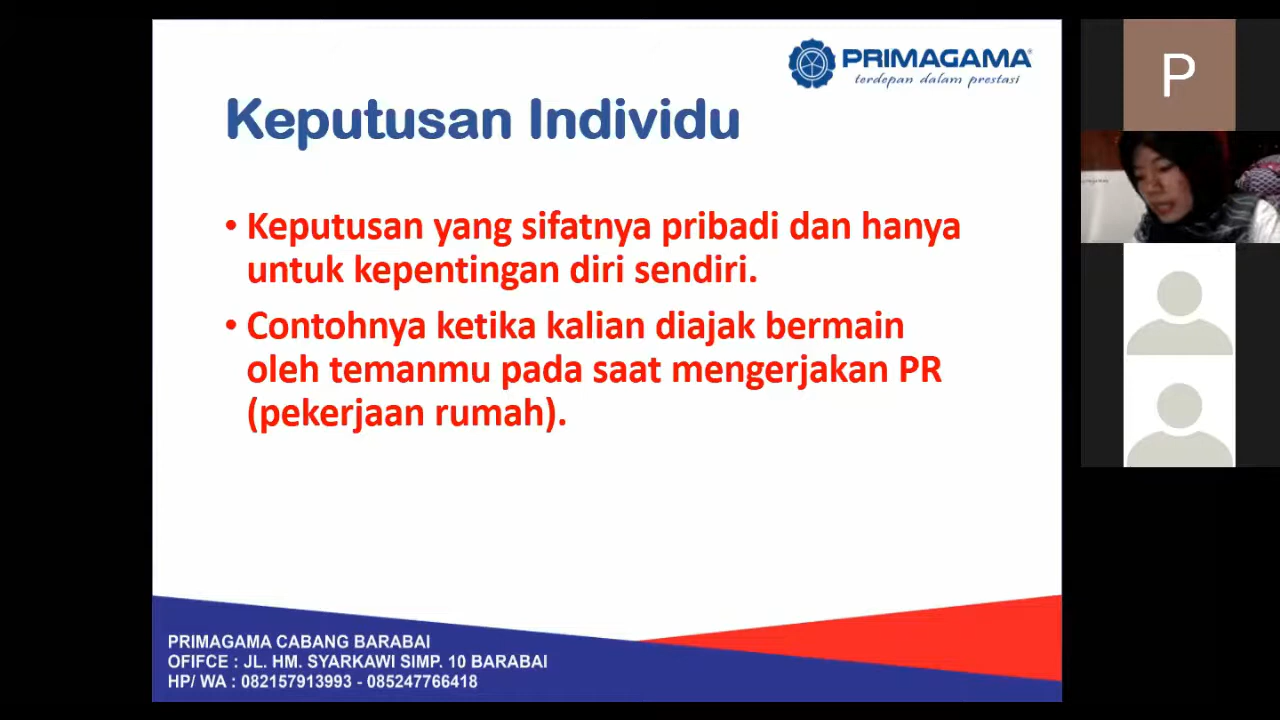 PRIMAGAMA
terdepan dalam prestasi
Keputusan Individu
• Keputusan yang sifatnya pribadi dan hanya
untuk kepentingan diri sendiri.
• Contohnya ketika kalian diajak bermain
oleh temanmu pada saat mengerjakan PR
(pekerjaan rumah).
PRIMAGAMA CABANG BARABAI
OFIFCE : JL. HM. SYARKAWI SIMP. 10 BARABAI
HP/ WA : 082157913993 - 085247766418
P